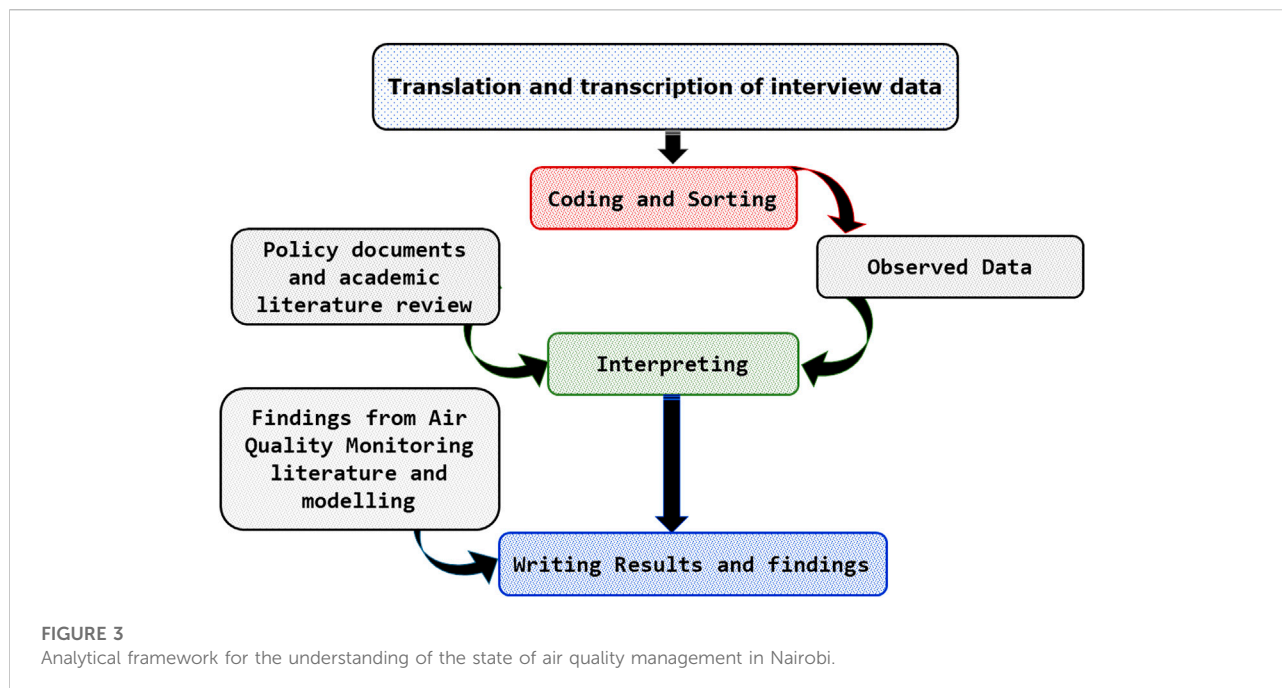 Translation and transcription of interview data
Coding and Sorting
Policy documents
and academic
literature review
Observed Data
Interpreting
Findings from Air
Quality Monitoring
literature and
modelling
Writing Results and findings
FIGURE 3
Analytical framework for the understanding of the state of air quality management in Nairobi.